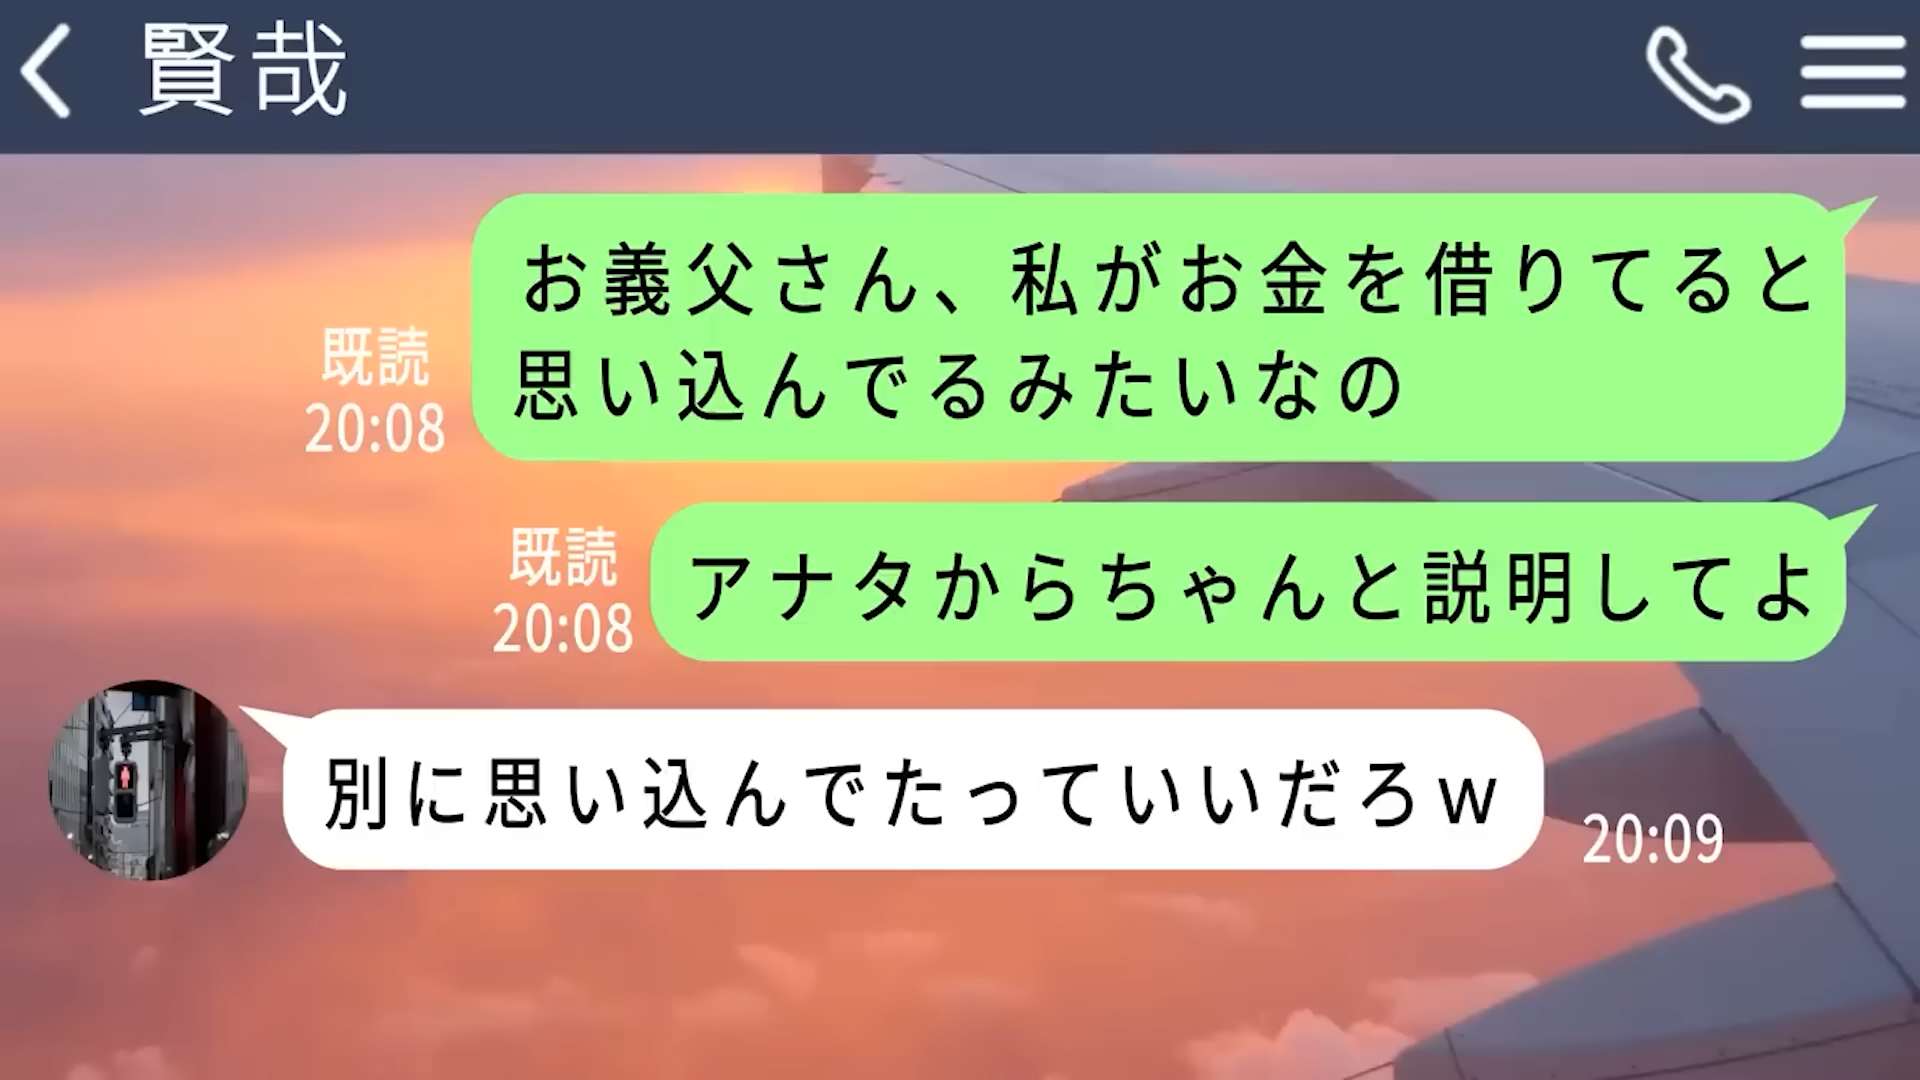 賢哉
お義父さん、私がお金を借りてると
思い込んでるみたいなの
既読
20:08
アナタからちゃんと説明してよ
既読
20:08
別に思い込んでたっていいだろw
20:09